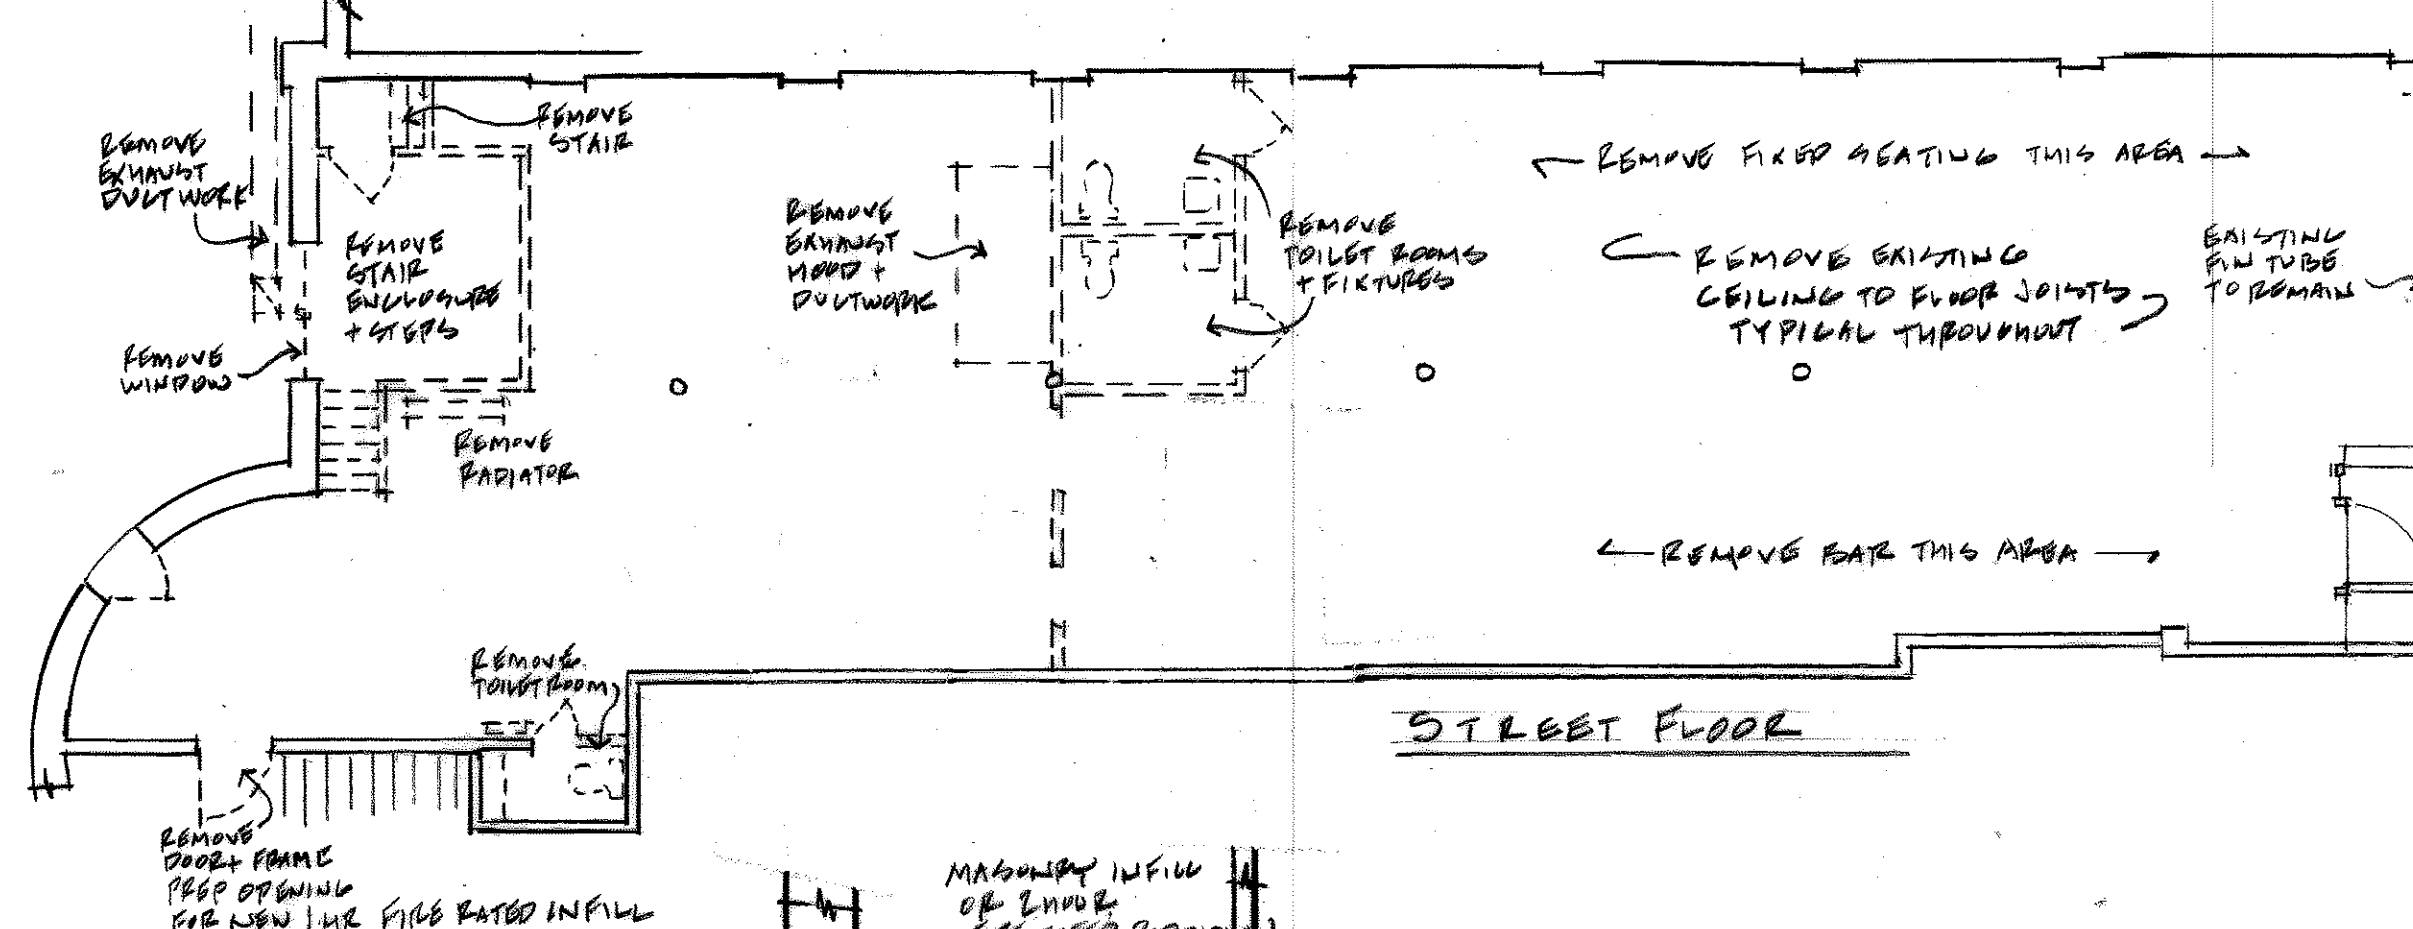 REMOVE
STAIR
REMOVE
EXHAUST
DUCTWORK
REMOVE
STAIR
ENCLOSURE
+ STEPS
REMOVE
WINDOW
REMOVE
RADIATOR
REMOVE
EXHAUST
HOOD +
DUCTWORK
REMOVE
TOILET ROOMS
+ FIXTURES
REMOVE FIXED SEATING THIS AREA
REMOVE EXISTING
CEILING TO FLOOR JOISTS
TYPICAL THROUGHOUT
EXISTING
FIN TUBE
TO REMAIN
REMOVE BAR THIS AREA
REMOVE
TOILET ROOM
STREET FLOOR
REMOVE
DOOR + FRAME
PREP OPENING
FOR NEW 1 HR FIRE RATED INFILL
MASONRY INFILL
OR 2 HOUR